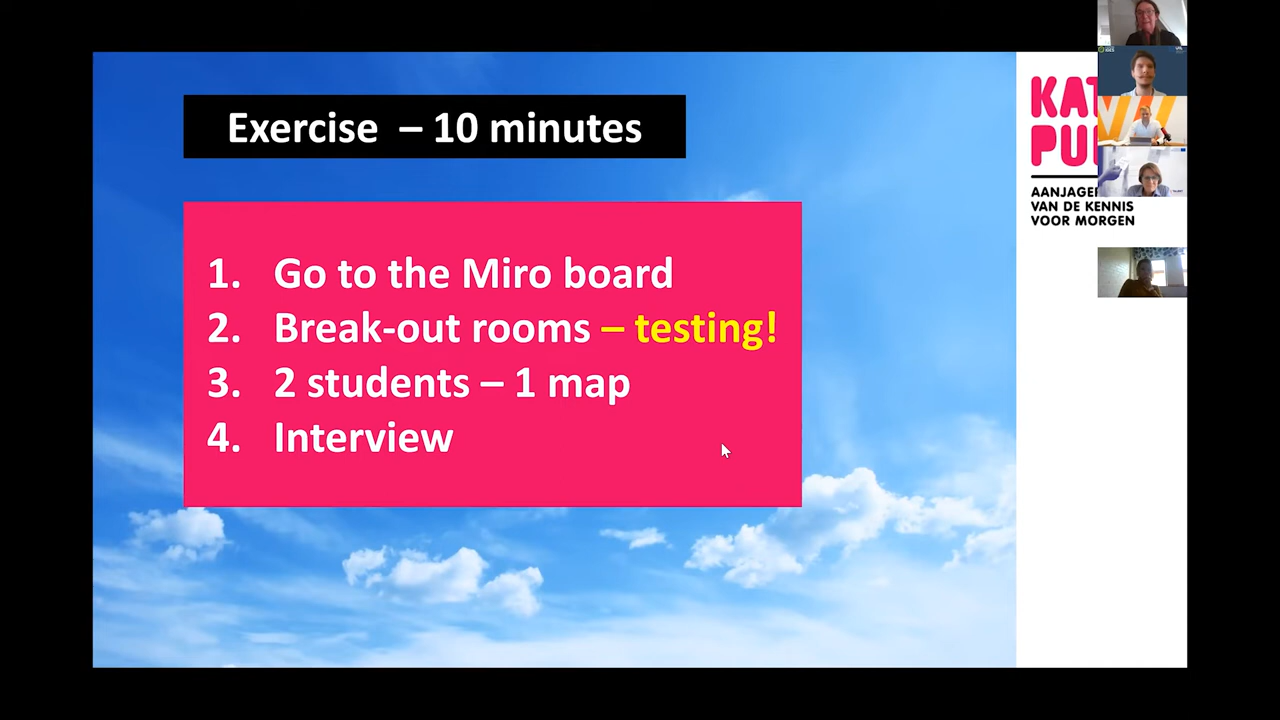 Exercise – 10 minutes
1. Go to the Miro board
2. Break-out rooms – testing!
3. 2 students – 1 map
4. Interview
VAN DE KENNIS
VOOR MORGEN